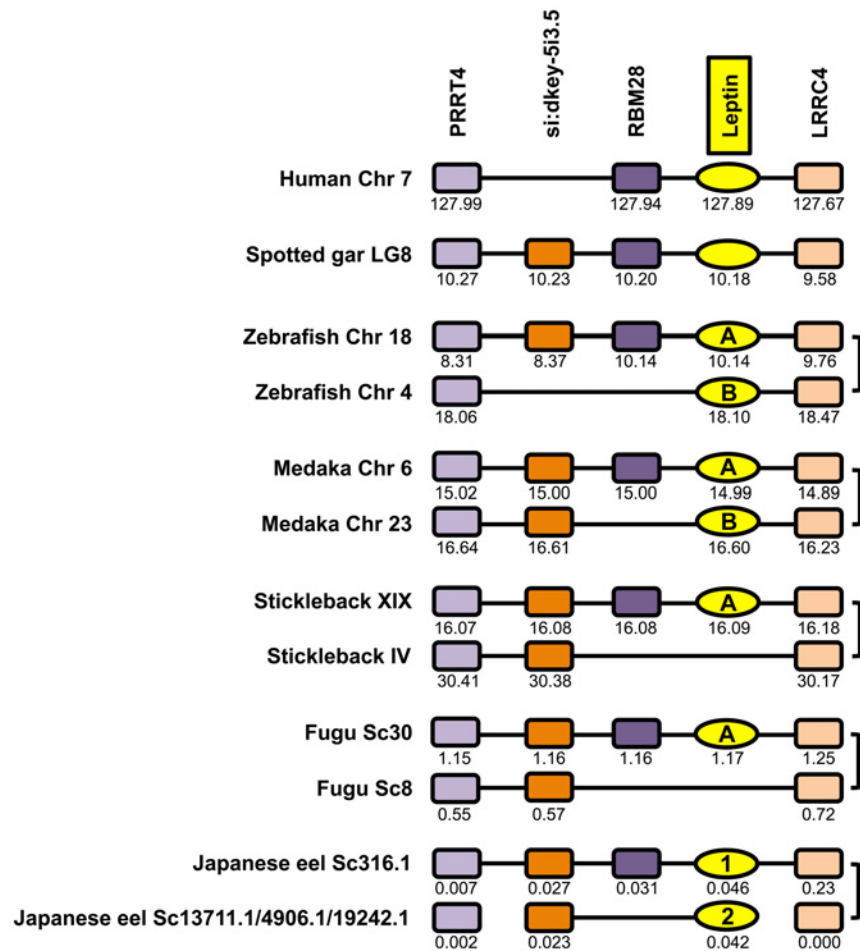 PRRT4 si:dkey-5i3.5 RBM28 Leptin LRRC4
Human Chr 7
127.99 127.94 127.89 127.67
Spotted gar LG8
10.27 10.23 10.20 10.18 9.58
Zebrafish Chr 18 A
8.31 8.37 10.14 10.14 9.76
Zebrafish Chr 4 B
18.06 18.10 18.47
Medaka Chr 6 A
15.02 15.00 15.00 14.99 14.89
Medaka Chr 23 B
16.64 16.61 16.60 16.23
Stickleback XIX A
16.07 16.08 16.08 16.09 16.18
Stickleback IV
30.41 30.38 30.17
Fugu Sc30 A
1.15 1.16 1.16 1.17 1.25
Fugu Sc8
0.55 0.57 0.72
Japanese eel Sc316.1 1
0.007 0.027 0.031 0.046 0.23
Japanese eel Sc13711.1/4906.1/19242.1 2
0.002 0.023 0.042 0.000